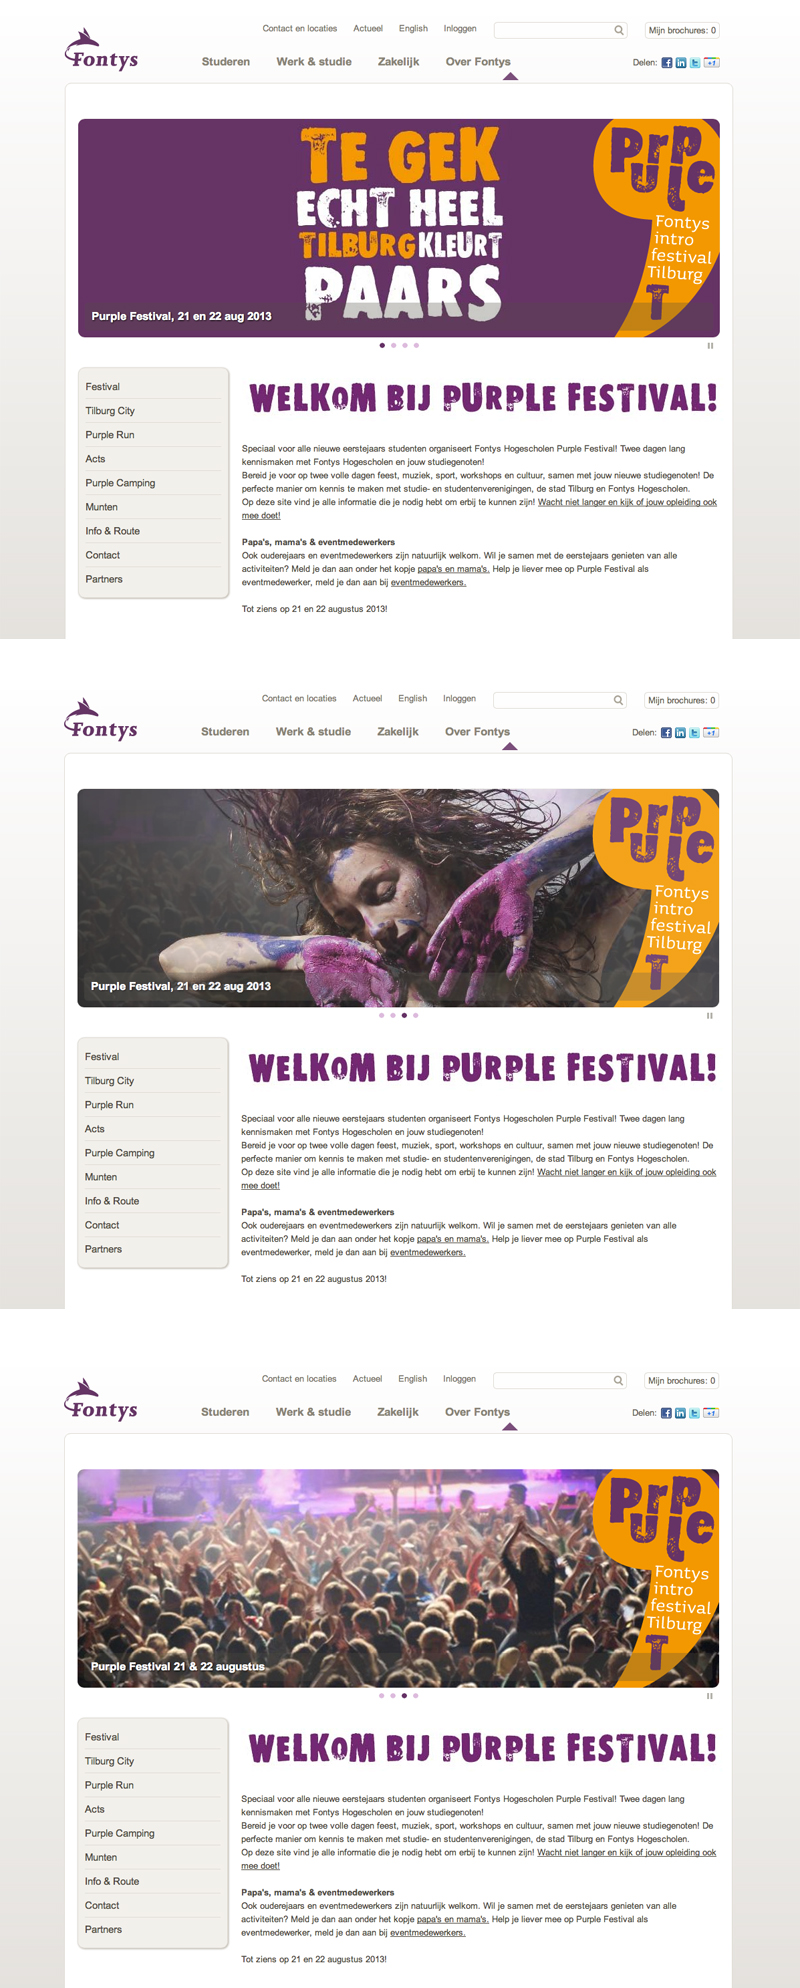 Contact en locaties Actueel English Inloggen Mijn brochures: 0
Fontys
Studeren Werk & studie Zakelijk Over Fontys Delen:
TE GEK
ECHT HEEL
TILBURG KLEURT
PAARS
Purple
Fontys
intro
festival
Tilburg
T
Purple Festival, 21 en 22 aug 2013
Festival
Tilburg City
Purple Run
Acts
Purple Camping
Munten
Info & Route
Contact
Partners
WELKOM BIJ PURPLE FESTIVAL!
Speciaal voor alle nieuwe eerstejaars studenten organiseert Fontys Hogescholen Purple Festival! Twee dagen lang
kennismaken met Fontys Hogescholen en jouw studiegenoten!
Bereid je voor op twee volle dagen feest, muziek, sport, workshops en cultuur, samen met jouw nieuwe studiegenoten! De
perfecte manier om kennis te maken met studie- en studentenverenigingen, de stad Tilburg en Fontys Hogescholen.
Op deze site vind je alle informatie die je nodig hebt om erbij te kunnen zijn! Wacht niet langer en kijk of jouw opleiding ook
mee doet!
Papa's, mama's & eventmedewerkers
Ook ouderejaars en eventmedewerkers zijn natuurlijk welkom. Wil je samen met de eerstejaars genieten van alle
activiteiten? Meld je dan aan onder het kopje papa's en mama's. Help je liever mee op Purple Festival als
eventmedewerker, meld je dan aan bij eventmedewerkers.
Tot ziens op 21 en 22 augustus 2013!
Contact en locaties Actueel English Inloggen Mijn brochures: 0
Fontys
Studeren Werk & studie Zakelijk Over Fontys Delen:
Purple
Fontys
intro
festival
Tilburg
T
Purple Festival, 21 en 22 aug 2013
Festival
Tilburg City
Purple Run
Acts
Purple Camping
Munten
Info & Route
Contact
Partners
WELKOM BIJ PURPLE FESTIVAL!
Speciaal voor alle nieuwe eerstejaars studenten organiseert Fontys Hogescholen Purple Festival! Twee dagen lang
kennismaken met Fontys Hogescholen en jouw studiegenoten!
Bereid je voor op twee volle dagen feest, muziek, sport, workshops en cultuur, samen met jouw nieuwe studiegenoten! De
perfecte manier om kennis te maken met studie- en studentenverenigingen, de stad Tilburg en Fontys Hogescholen.
Op deze site vind je alle informatie die je nodig hebt om erbij te kunnen zijn! Wacht niet langer en kijk of jouw opleiding ook
mee doet!
Papa's, mama's & eventmedewerkers
Ook ouderejaars en eventmedewerkers zijn natuurlijk welkom. Wil je samen met de eerstejaars genieten van alle
activiteiten? Meld je dan aan onder het kopje papa's en mama's. Help je liever mee op Purple Festival als
eventmedewerker, meld je dan aan bij eventmedewerkers.
Tot ziens op 21 en 22 augustus 2013!
Contact en locaties Actueel English Inloggen Mijn brochures: 0
Fontys
Studeren Werk & studie Zakelijk Over Fontys Delen:
Purple
Fontys
intro
festival
Tilburg
T
Purple Festival 21 & 22 augustus
Festival
Tilburg City
Purple Run
Acts
Purple Camping
Munten
Info & Route
Contact
Partners
WELKOM BIJ PURPLE FESTIVAL!
Speciaal voor alle nieuwe eerstejaars studenten organiseert Fontys Hogescholen Purple Festival! Twee dagen lang
kennismaken met Fontys Hogescholen en jouw studiegenoten!
Bereid je voor op twee volle dagen feest, muziek, sport, workshops en cultuur, samen met jouw nieuwe studiegenoten! De
perfecte manier om kennis te maken met studie- en studentenverenigingen, de stad Tilburg en Fontys Hogescholen.
Op deze site vind je alle informatie die je nodig hebt om erbij te kunnen zijn! Wacht niet langer en kijk of jouw opleiding ook
mee doet!
Papa's, mama's & eventmedewerkers
Ook ouderejaars en eventmedewerkers zijn natuurlijk welkom. Wil je samen met de eerstejaars genieten van alle
activiteiten? Meld je dan aan onder het kopje papa's en mama's. Help je liever mee op Purple Festival als
eventmedewerker, meld je dan aan bij eventmedewerkers.
Tot ziens op 21 en 22 augustus 2013!